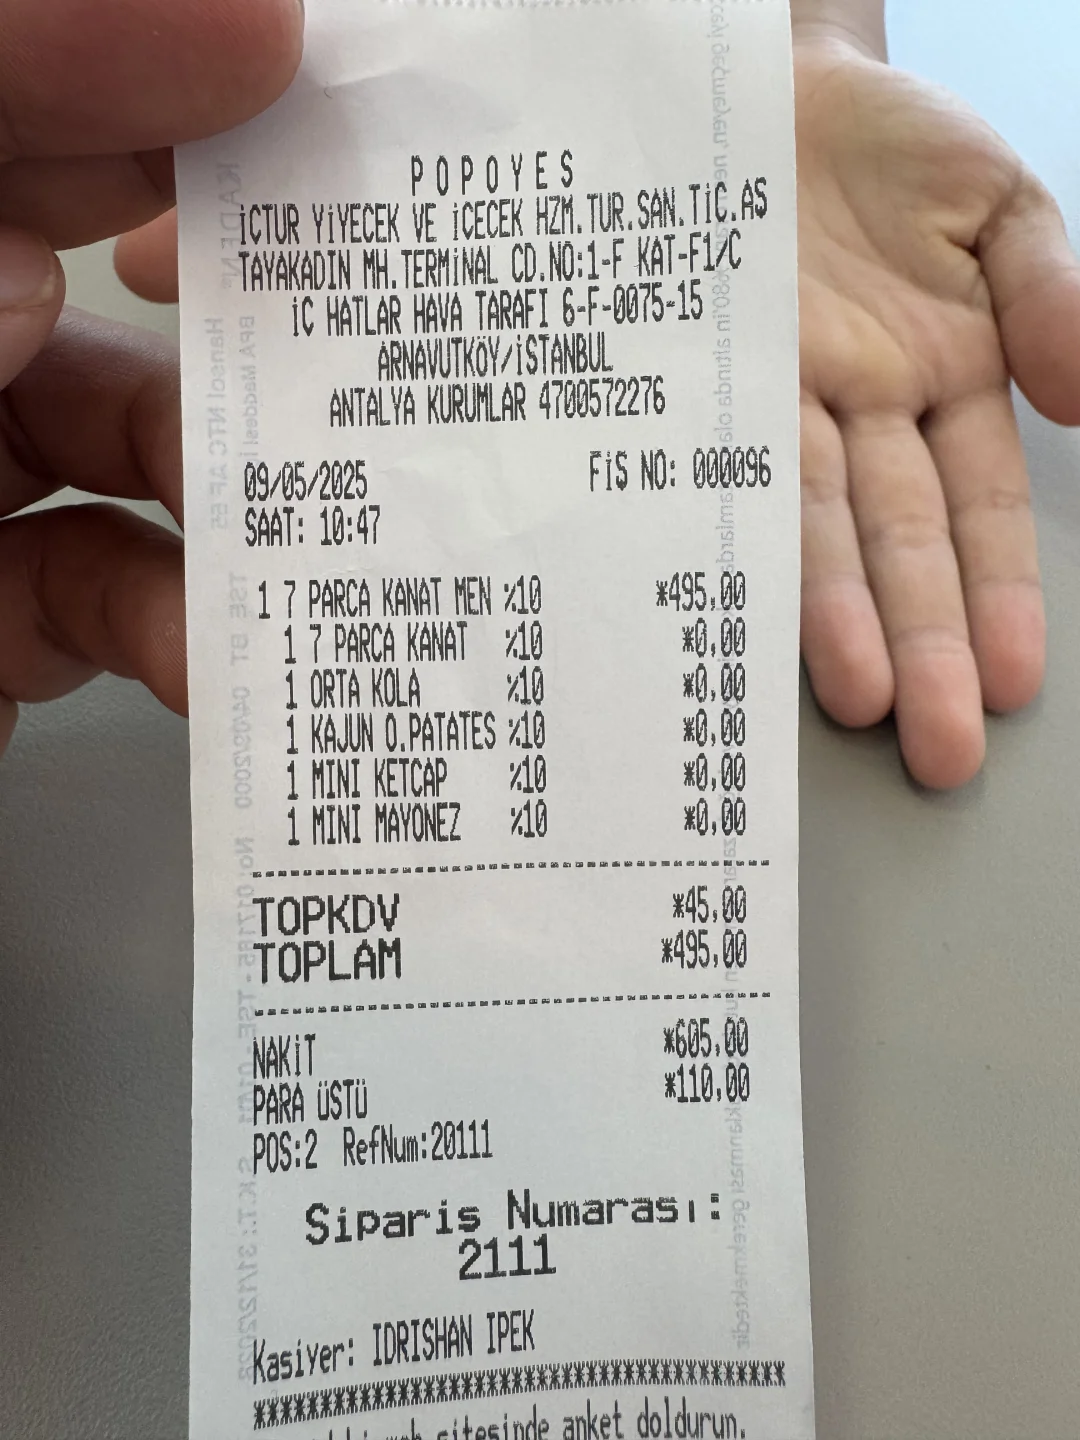 POPOYES
İCTUR YİYECEK VE İCECEK HZM.TUR.SAN.TİC.AS
TAYAKADIN MH.TERMİNAL CD.NO:1-F KAT-F1/C
İC HATLAR HAVA TARAFI 6-F-0075-15
ARNAVUTKÖY/İSTANBUL
ANTALYA KURUMLAR 4700572276
09/05/2025 FİS NO: 000096
SAAT: 10:47
1 7 PARCA KANAT MEN %10 *495,00
1 7 PARCA KANAT %10 *0,00
1 ORTA KOLA %10 *0,00
1 KAJUN O.PATATES %10 *0,00
1 MINI KETCAP %10 *0,00
1 MINI MAYONEZ %10 *0,00
TOPKDV *45,00
TOPLAM *495,00
NAKİT *605,00
PARA ÜSTÜ *110,00
POS:2 RefNum:20111
Siparis Numarası:
2111
Kasiyer: IDRISHAN IPEK
****************************************
sitesinde anket doldurun.